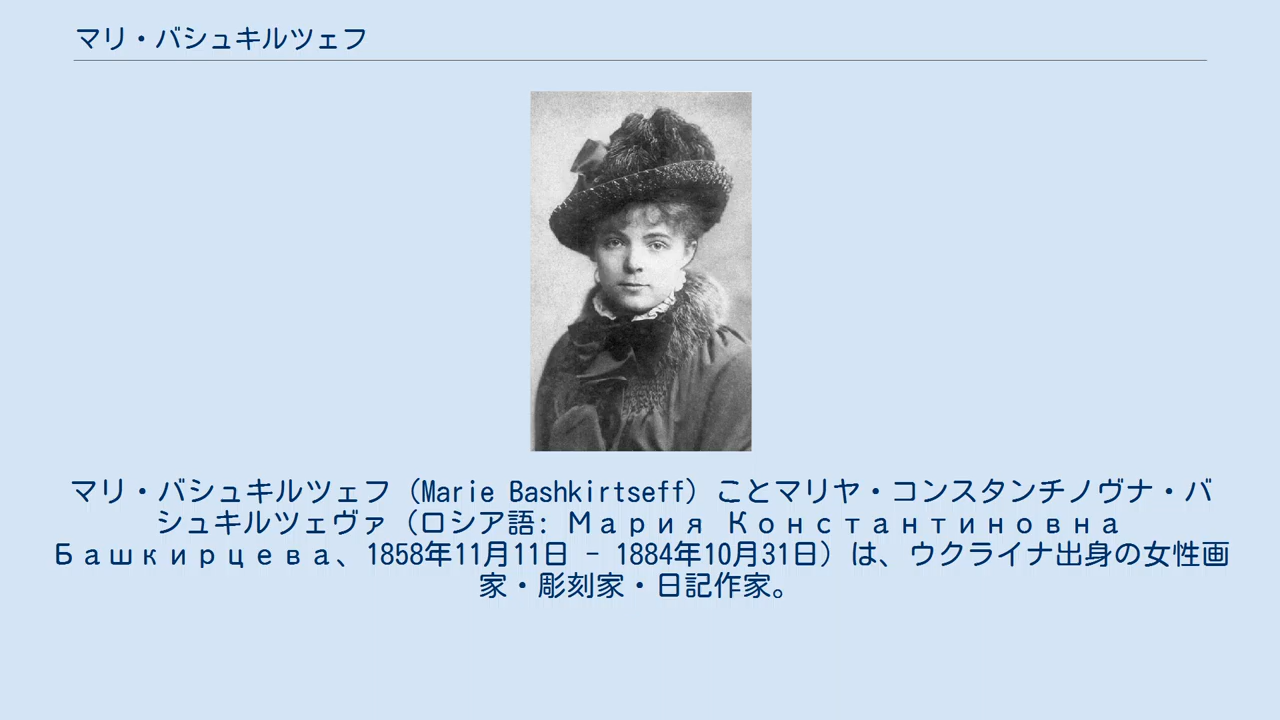 マリ・バシュキルツェフ
マリ・バシュキルツェフ（Marie Bashkirtseff）ことマリヤ・コンスタンチノヴナ・バ
シュキルツェヴァ（ロシア語: Мария Константиновна
Башкирцева、1858年11月11日 - 1884年10月31日）は、ウクライナ出身の女性画
家・彫刻家・日記作家。